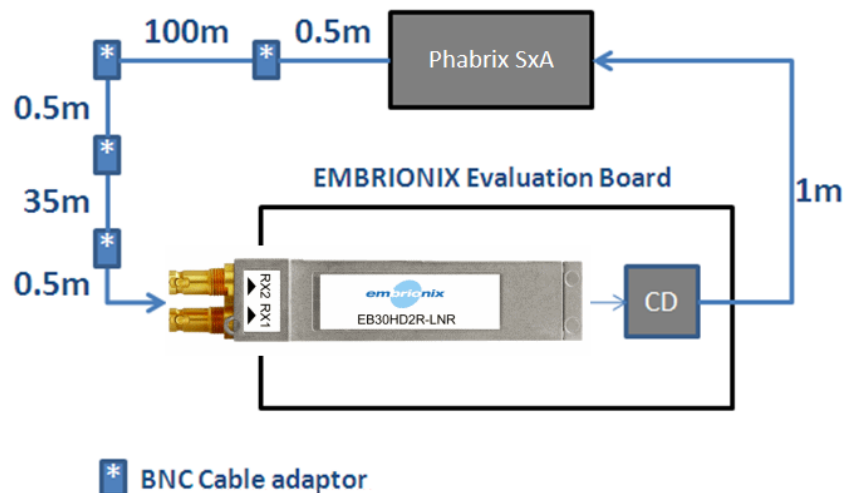 100m
0.5m
Phabrix SxA
*
*
0.5m
*
EMBRIONIX Evaluation Board
35m
1m
*
0.5m
RX2 RX1
embrionix
EB30HD2R-LNR
CD
* BNC Cable adaptor